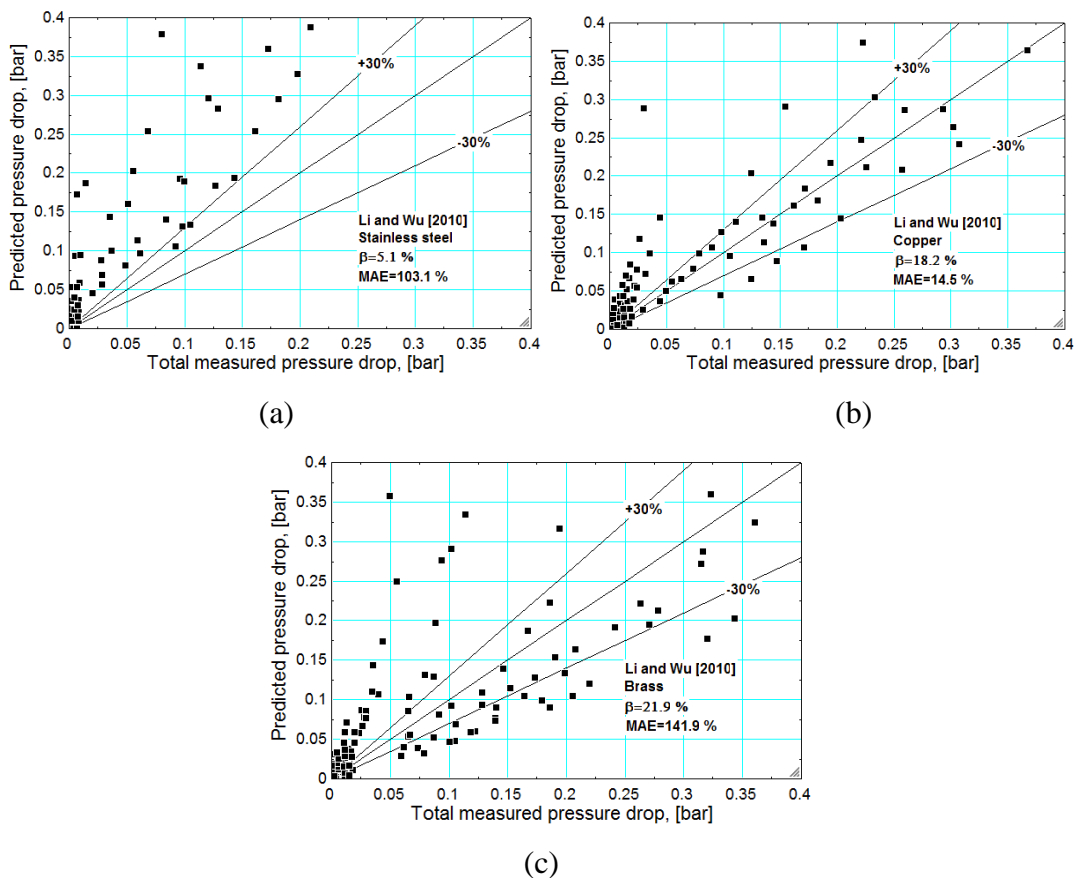 0.4
0.35
0.3
0.25
0.2
0.15
0.1
0.05
0
Predicted pressure drop, [bar]
+30%
-30%
Li and Wu [2010]
Stainless steel
β=5.1 %
MAE=103.1 %
0 0.05 0.1 0.15 0.2 0.25 0.3 0.35 0.4
Total measured pressure drop, [bar]
(a)
0.4
0.35
0.3
0.25
0.2
0.15
0.1
0.05
0
Predicted pressure drop, [bar]
+30%
-30%
Li and Wu [2010]
Copper
β=18.2 %
MAE=14.5 %
0 0.05 0.1 0.15 0.2 0.25 0.3 0.35 0.4
Total measured pressure drop, [bar]
(b)
0.4
0.35
0.3
0.25
0.2
0.15
0.1
0.05
0
Predicted pressure drop, [bar]
+30%
-30%
Li and Wu [2010]
Brass
β=21.9 %
MAE=141.9 %
0 0.05 0.1 0.15 0.2 0.25 0.3 0.35 0.4
Total measured pressure drop, [bar]
(c)